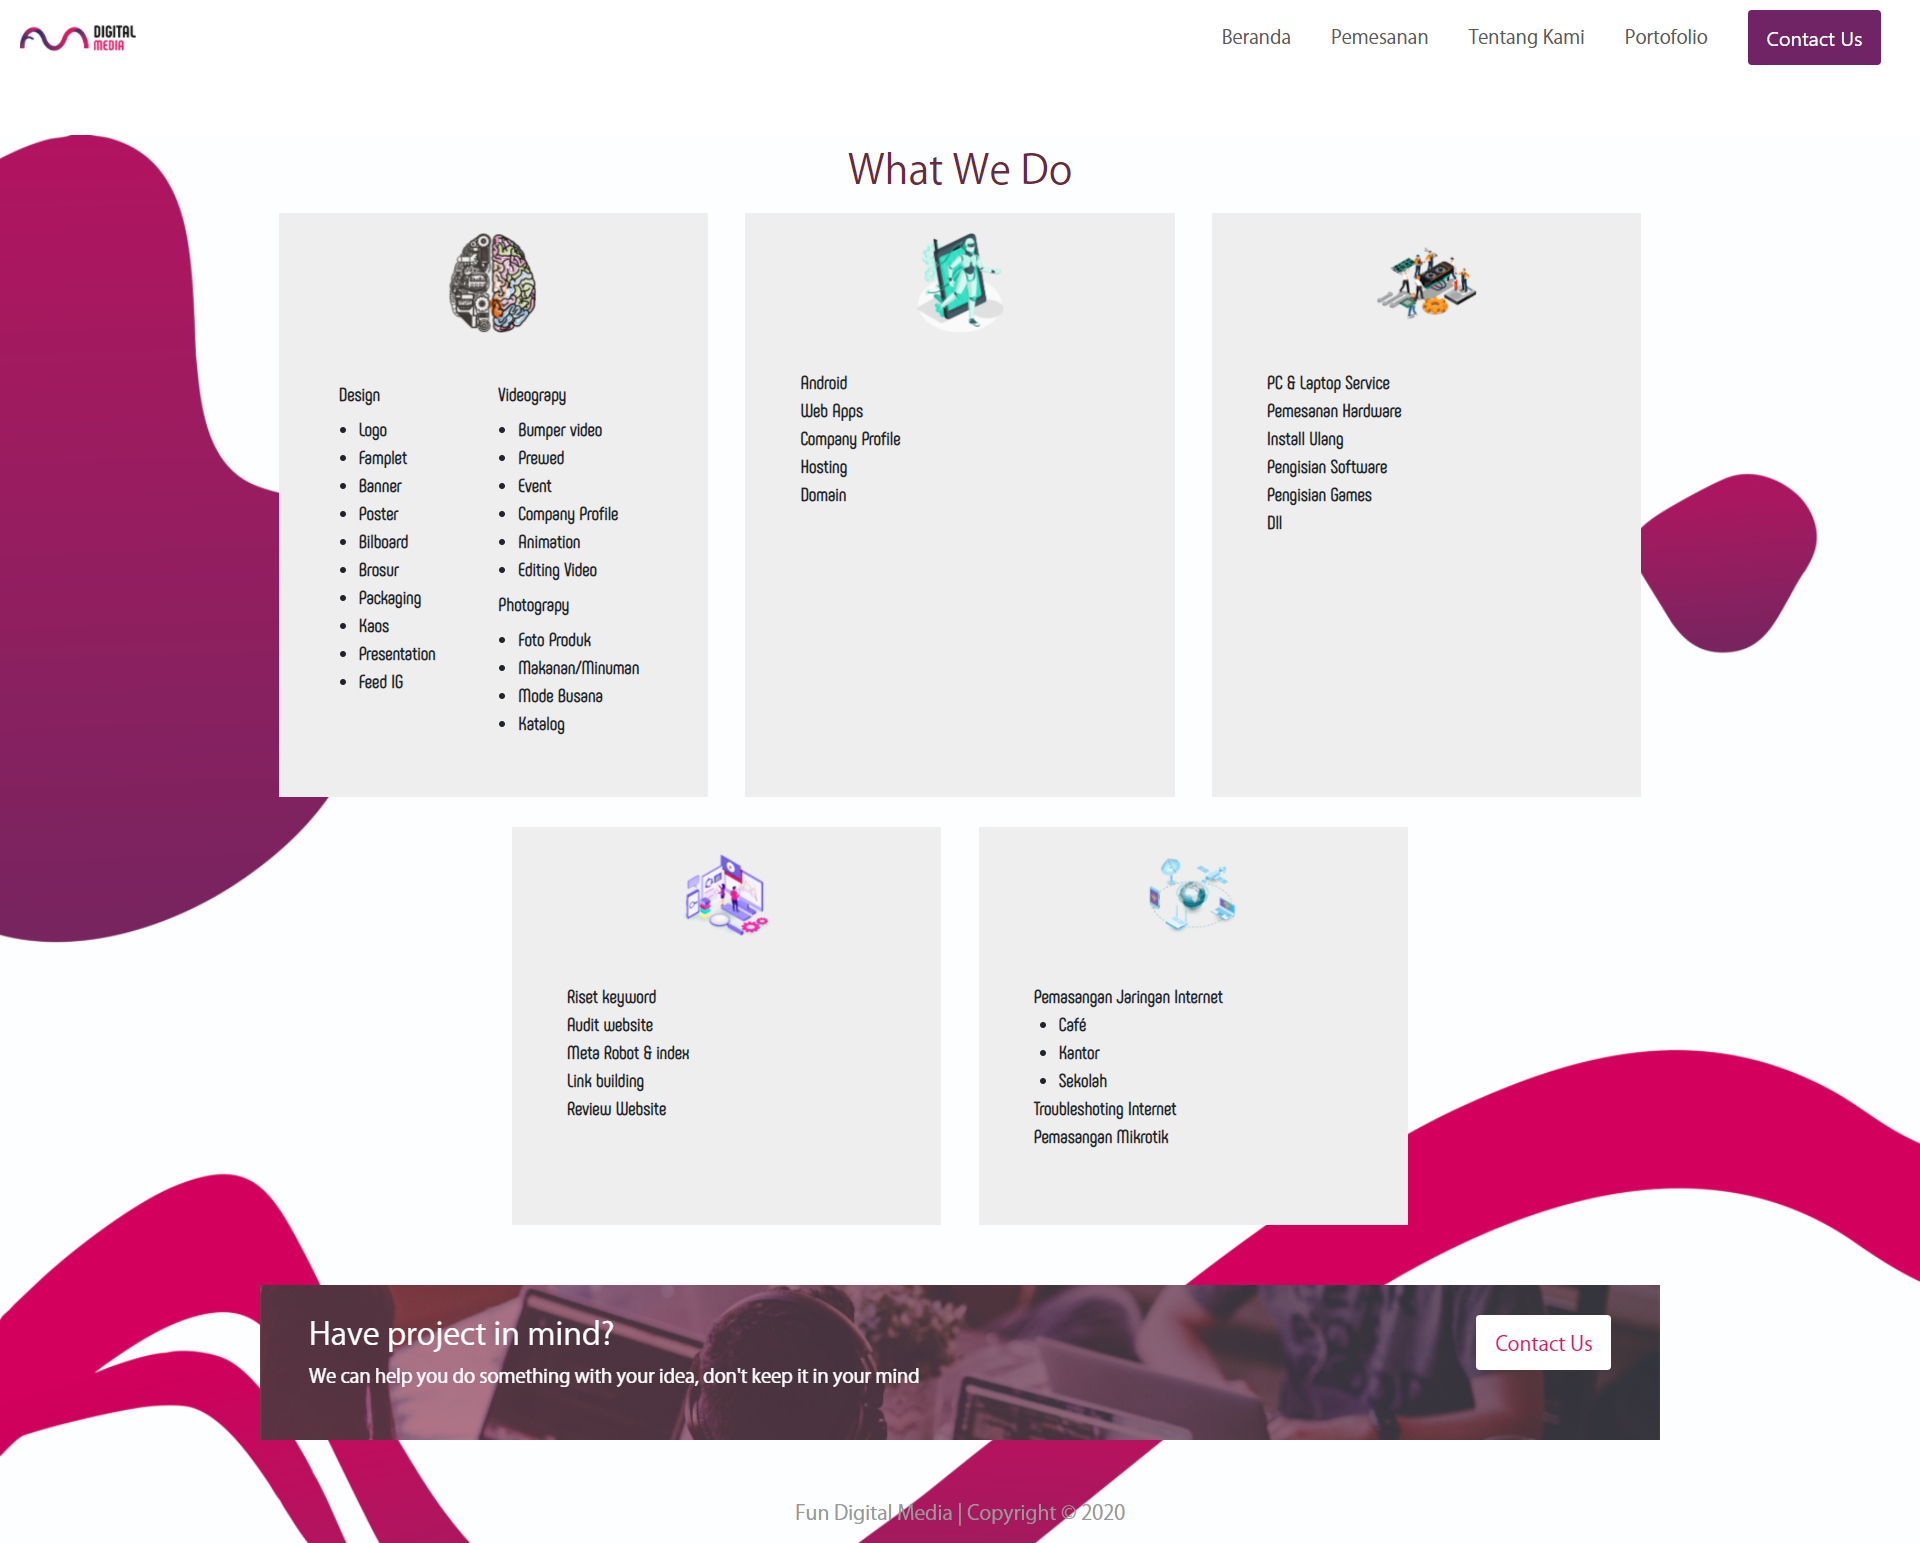 DIGITAL
MEDIA
Beranda
Pemesanan
Tentang Kami
Portofolio
Contact Us
What We Do
Design
Logo
Famplet
Banner
Poster
Bilboard
Brosur
Packaging
Kaos
Presentation
Feed IG
Videograpy
Bumper video
Prewed
Event
Company Profile
Animation
Editing Video
Photograpy
Foto Produk
Makanan/Minuman
Mode Busana
Katalog
Android
Web Apps
Company Profile
Hosting
Domain
PC & Laptop Service
Pemesanan Hardware
Install Ulang
Pengisian Software
Pengisian Games
Dll
Riset keyword
Audit website
Meta Robot & index
Link building
Review Website
Pemasangan Jaringan Internet
Café
Kantor
Sekolah
Troubleshoting Internet
Pemasangan Mikrotik
Have project in mind?
We can help you do something with your idea, don't keep it in your mind
Contact Us
Fun Digital Media | Copyright © 2020